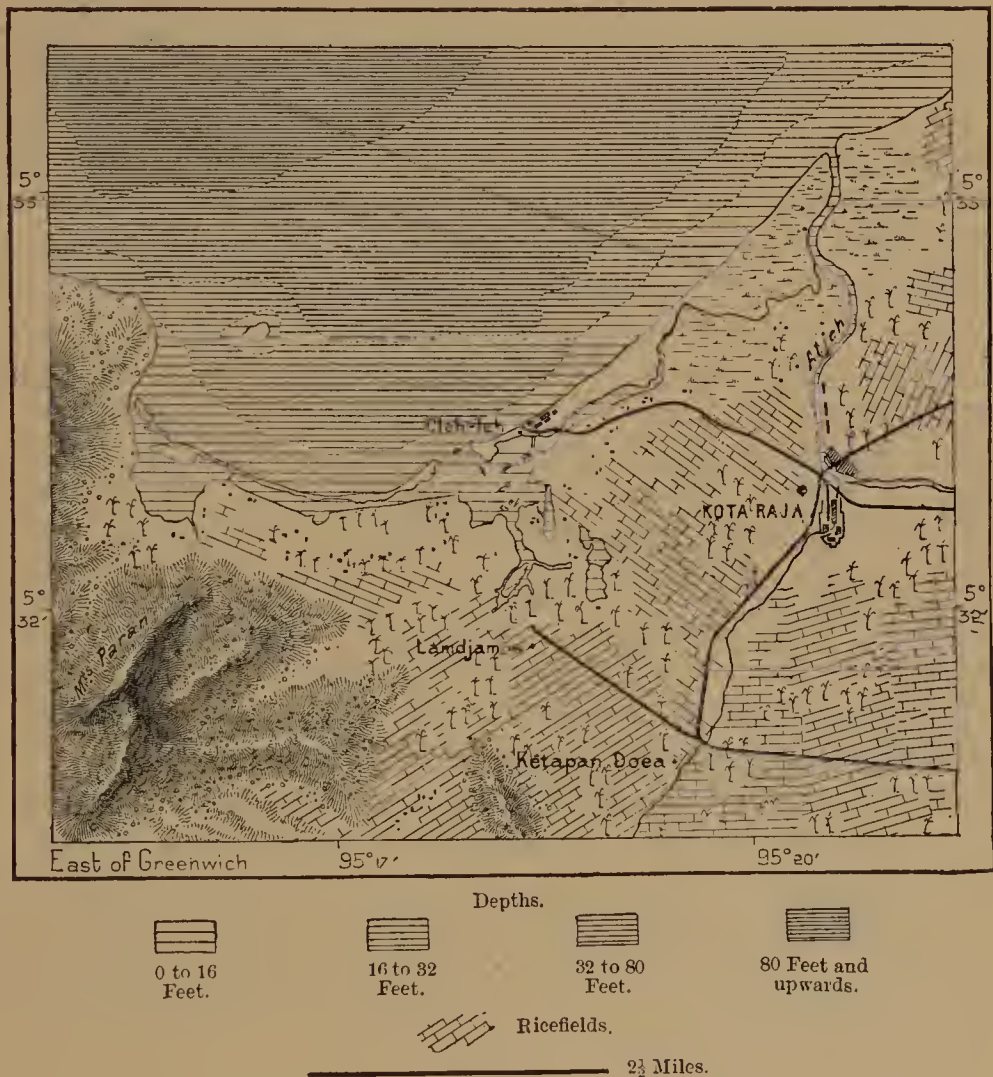 5°
35'
5°
35'
Atjeh
Oleh-leh
KOTA RAJA
5°
32'
5°
32'
Mts Paran
Lamdjam
Ketapan Doea
East of Greenwich
95° 17'
95° 20'
Depths.
0 to 16
Feet.
16 to 32
Feet.
32 to 80
Feet.
80 Feet and
upwards.
Ricefields.
2½ Miles.